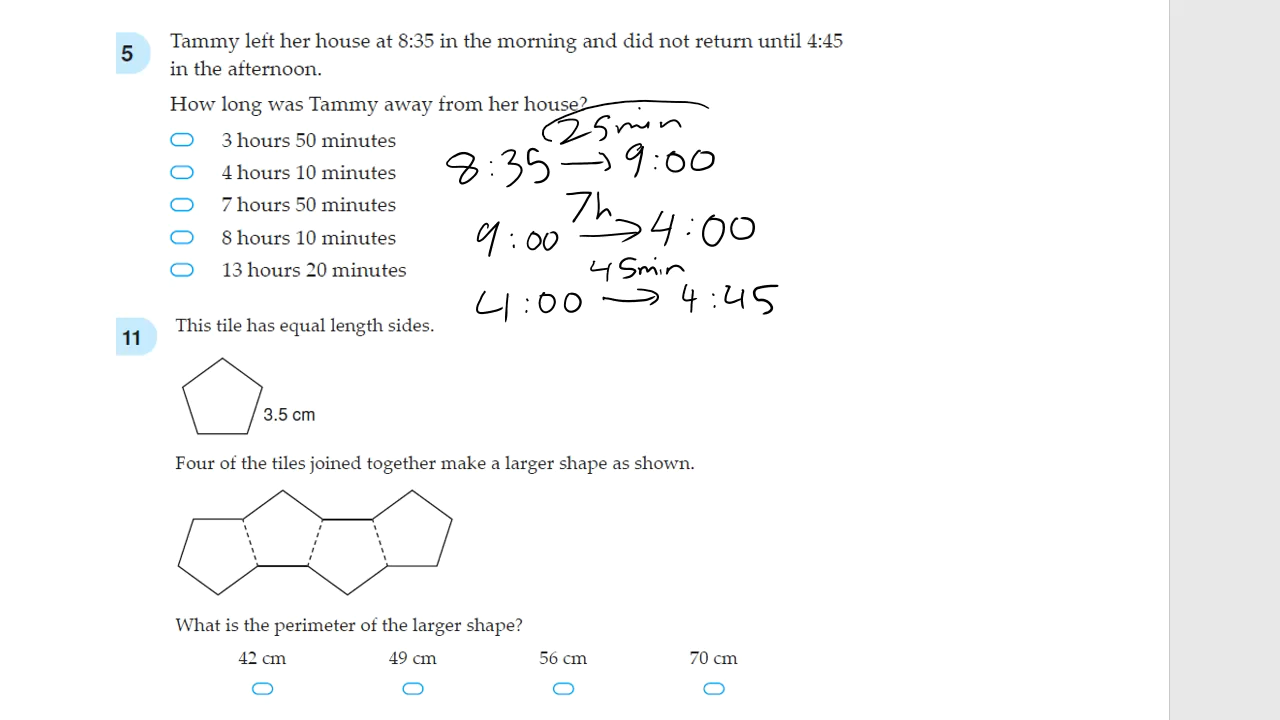 5
Tammy left her house at 8:35 in the morning and did not return until 4:45
in the afternoon.
How long was Tammy away from her house?
3 hours 50 minutes
4 hours 10 minutes
7 hours 50 minutes
8 hours 10 minutes
13 hours 20 minutes
25min
8:35 → 9:00
7h
9:00 → 4:00
45min
4:00 → 4:45
11
This tile has equal length sides.
3.5 cm
Four of the tiles joined together make a larger shape as shown.
What is the perimeter of the larger shape?
42 cm 49 cm 56 cm 70 cm